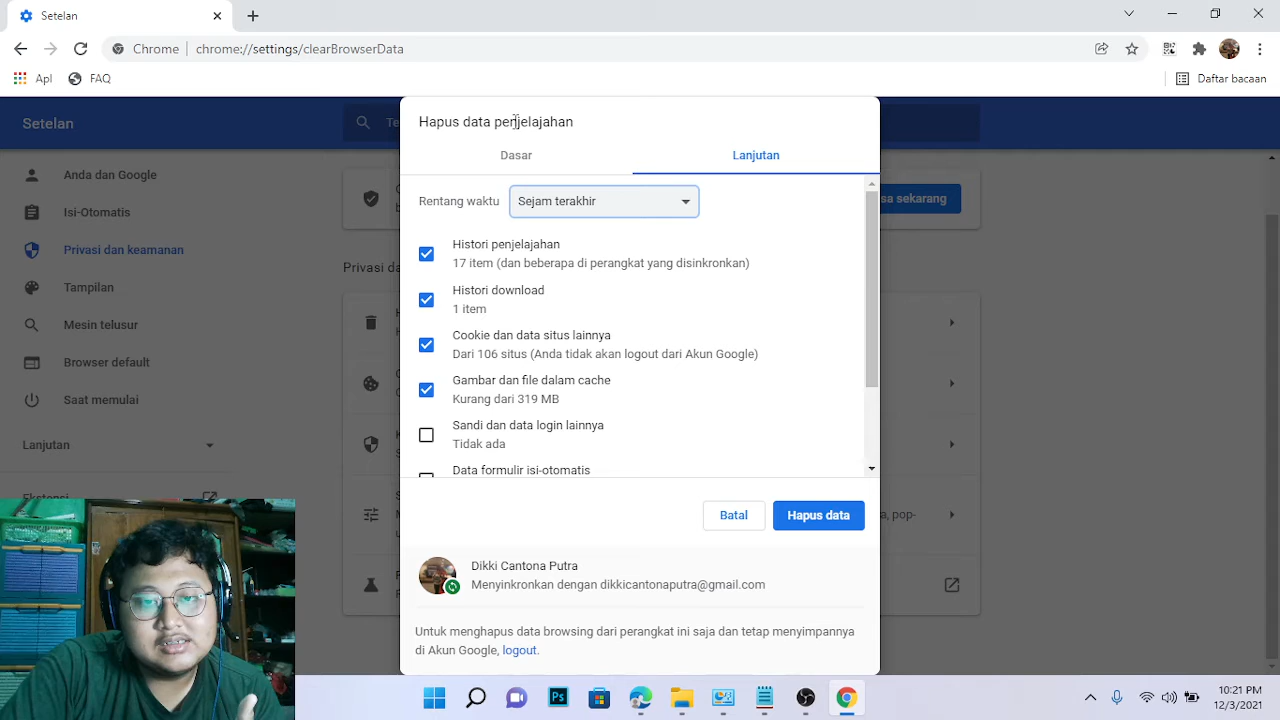 Setelan
Chrome
chrome://settings/clearBrowserData
Apl
FAQ
Daftar bacaan
Setelan
Te
Anda dan Google
Isi-Otomatis
Privasi dan keamanan
Tampilan
Mesin telusur
Browser default
Saat memulai
Lanjutan
Ekstensi
sa sekarang
Privasi da
a, pop-
Hapus data penjelajahan
Dasar
Lanjutan
Rentang waktu
Sejam terakhir
Histori penjelajahan
17 item (dan beberapa di perangkat yang disinkronkan)
Histori download
1 item
Cookie dan data situs lainnya
Dari 106 situs (Anda tidak akan logout dari Akun Google)
Gambar dan file dalam cache
Kurang dari 319 MB
Sandi dan data login lainnya
Tidak ada
Data formulir isi-otomatis
Batal
Hapus data
Dikki Cantona Putra
Menyinkronkan dengan dikkicantonaputra@gmail.com
Untuk menghapus data browsing dari perangkat ini saja dan tetap menyimpannya
di Akun Google, logout.
Ps
10:21 PM
12/3/2021